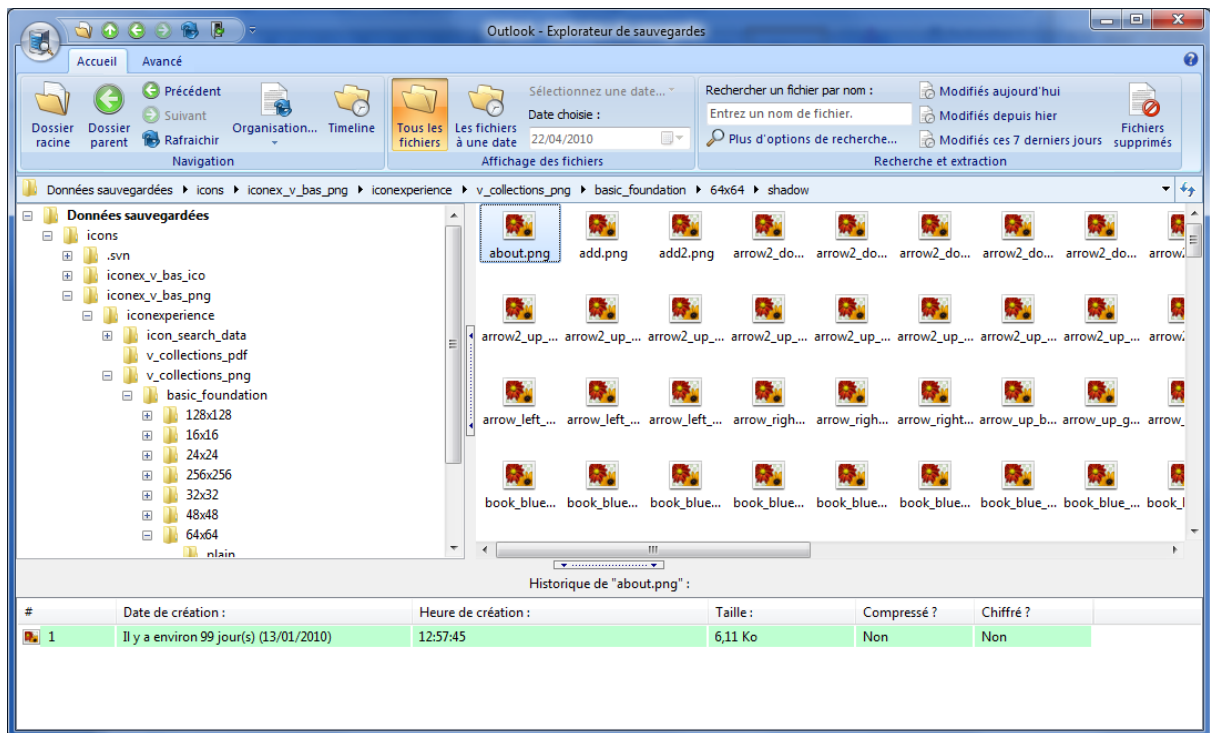 Outlook - Explorateur de sauvegardes
Accueil Avancé
Dossier racine
Dossier parent
Précédent
Suivant
Rafraichir
Organisation...
Timeline
Navigation
Tous les fichiers
Les fichiers à une date
Sélectionnez une date...
Date choisie :
22/04/2010
Affichage des fichiers
Rechercher un fichier par nom :
Entrez un nom de fichier.
Plus d'options de recherche...
Modifiés aujourd'hui
Modifiés depuis hier
Modifiés ces 7 derniers jours
Fichiers supprimés
Recherche et extraction
Données sauvegardées icons iconex_v_bas_png iconexperience v_collections_png basic_foundation 64x64 shadow
Données sauvegardées
icons
.svn
iconex_v_bas_ico
iconex_v_bas_png
iconexperience
icon_search_data
v_collections_pdf
v_collections_png
basic_foundation
128x128
16x16
24x24
256x256
32x32
48x48
64x64
plain
about.png add.png add2.png arrow2_do... arrow2_do... arrow2_do... arrow2_do... arrow2_do... arrow
arrow2_up_... arrow2_up_... arrow2_up_... arrow2_up_... arrow2_up_... arrow2_up_... arrow2_up_... arrow2_up_... arrow
arrow_left_... arrow_left_... arrow_left_... arrow_righ... arrow_righ... arrow_right... arrow_up_b... arrow_up_g... arrow_
book_blue... book_blue... book_blue... book_blue... book_blue... book_blue... book_blue_... book_blue_... book_
Historique de "about.png" :
# Date de création : Heure de création : Taille : Compressé ? Chiffré ?
1 Il y a environ 99 jour(s) (13/01/2010) 12:57:45 6,11 Ko Non Non